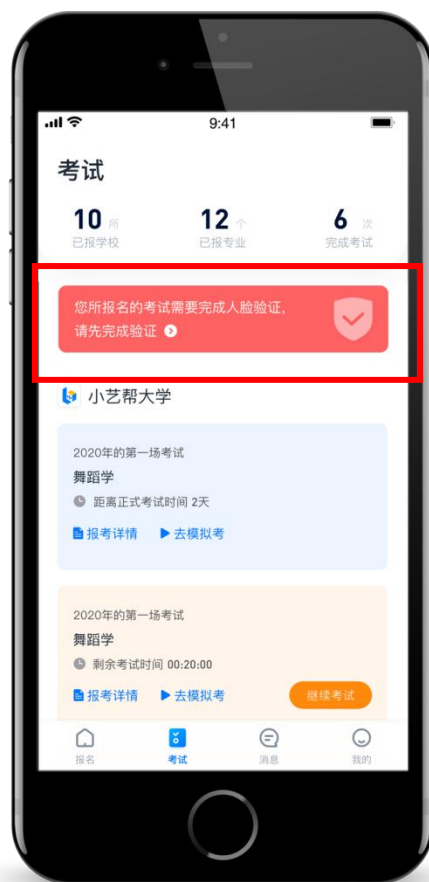 9:41
考试
10 所 12 个 6 次
已报学校 已报专业 完成考试
您所报名的考试需要完成人脸验证,
请先完成验证
小艺帮大学
2020年的第一场考试
舞蹈学
距离正式考试时间 2天
报考详情 去模拟考
2020年的第一场考试
舞蹈学
剩余考试时间 00:20:00
报考详情 去模拟考 继续考试
报名 考试 消息 我的